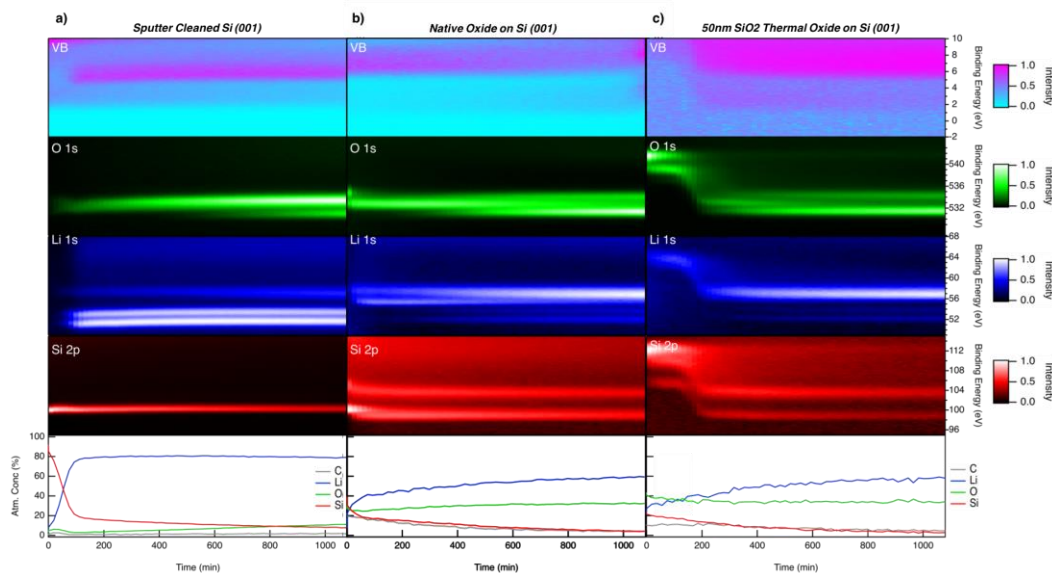 a) Sputter Cleaned Si (001)
b) Native Oxide on Si (001)
c) 50nm SiO2 Thermal Oxide on Si (001)
VB
VB
VB
10
8
6
4
2
0
2
Binding Energy (eV)
1.0
0.0
Intensity
O 1s
O 1s
O 1s
540
536
532
Binding Energy (eV)
1.0
0.5
0.0
Intensity
Li 1s
Li 1s
Li 1s
68
64
60
56
52
Binding Energy (eV)
1.0
0.5
0.0
Intensity
Si 2p
Si 2p
Si 2p
112
108
104
100
96
Binding Energy (eV)
1.0
0.5
0.0
Intensity
Atm. Conc (%)
100
80
60
40
20
0
C
Li
O
Si
C
Li
O
Si
C
Li
O
Si
0 200 400 600 800 1000
0 200 400 600 800 1000
0 200 400 600 800 1000
Time (min)
Time (min)
Time (min)